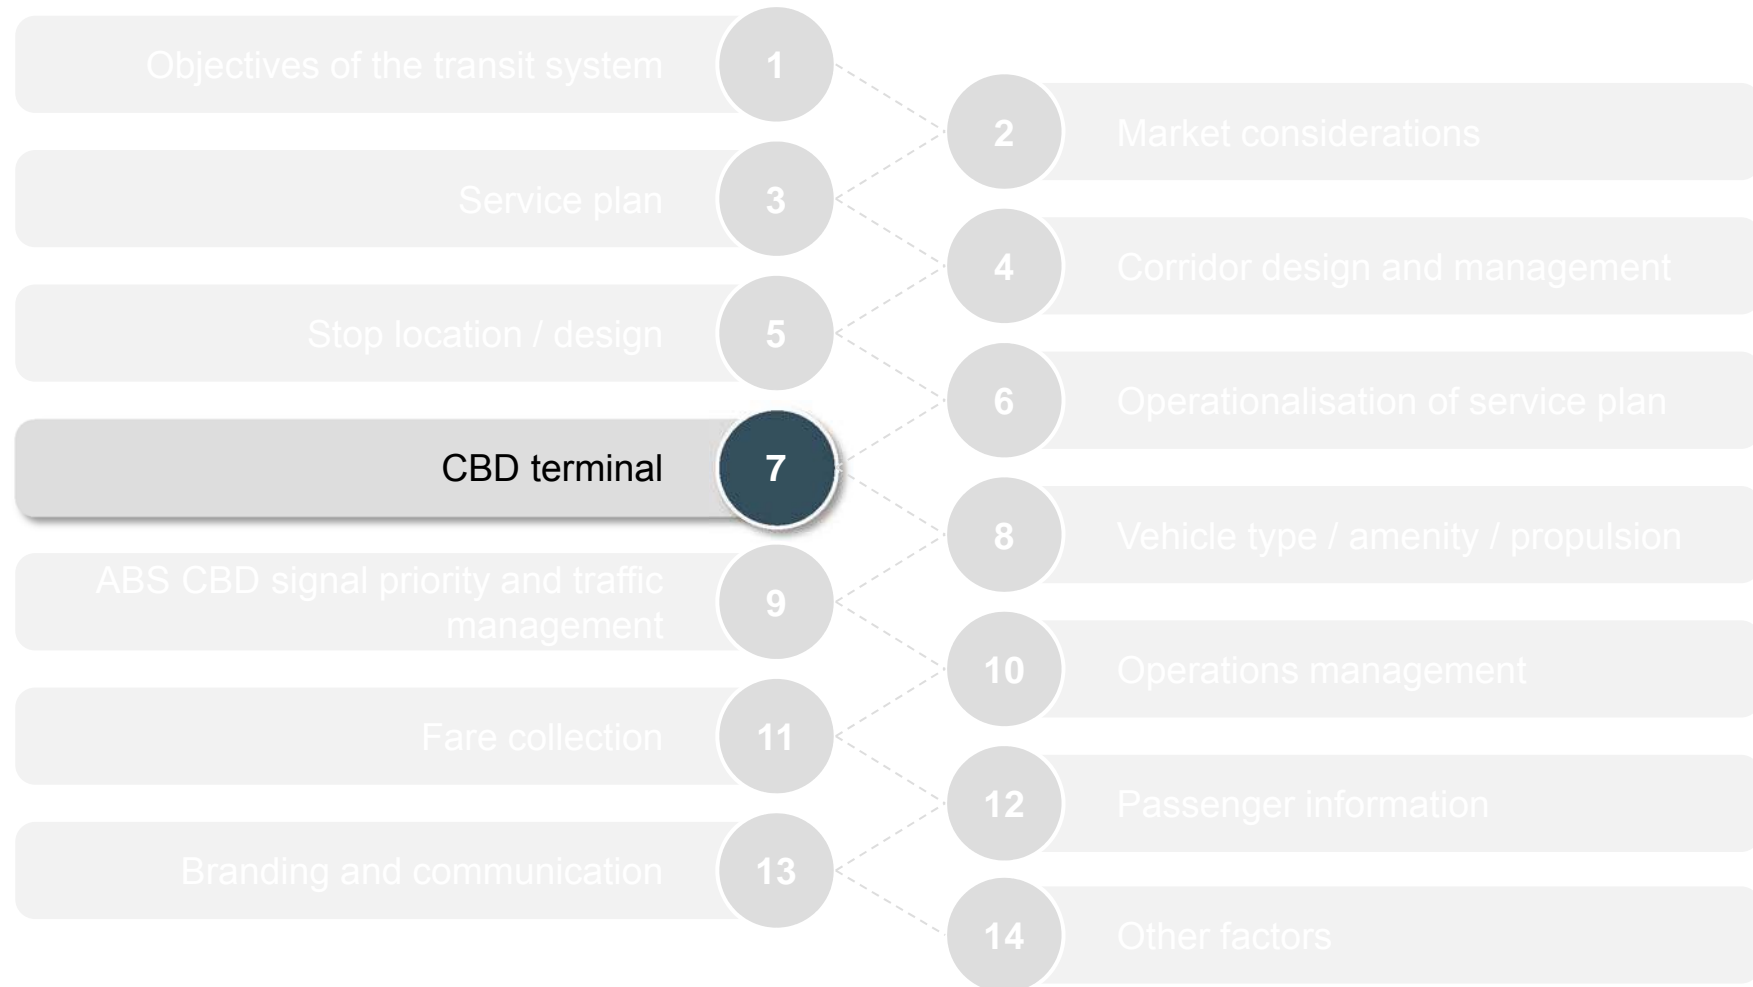 Objectives of the transit system 1
2 Market considerations
Service plan 3
4 Corridor design and management
Stop location / design 5
6 Operationalisation of service plan
CBD terminal 7
8 Vehicle type / amenity / propulsion
ABS CBD signal priority and traffic
management 9
10 Operations management
Fare collection 11
12 Passenger information
Branding and communication 13
14 Other factors